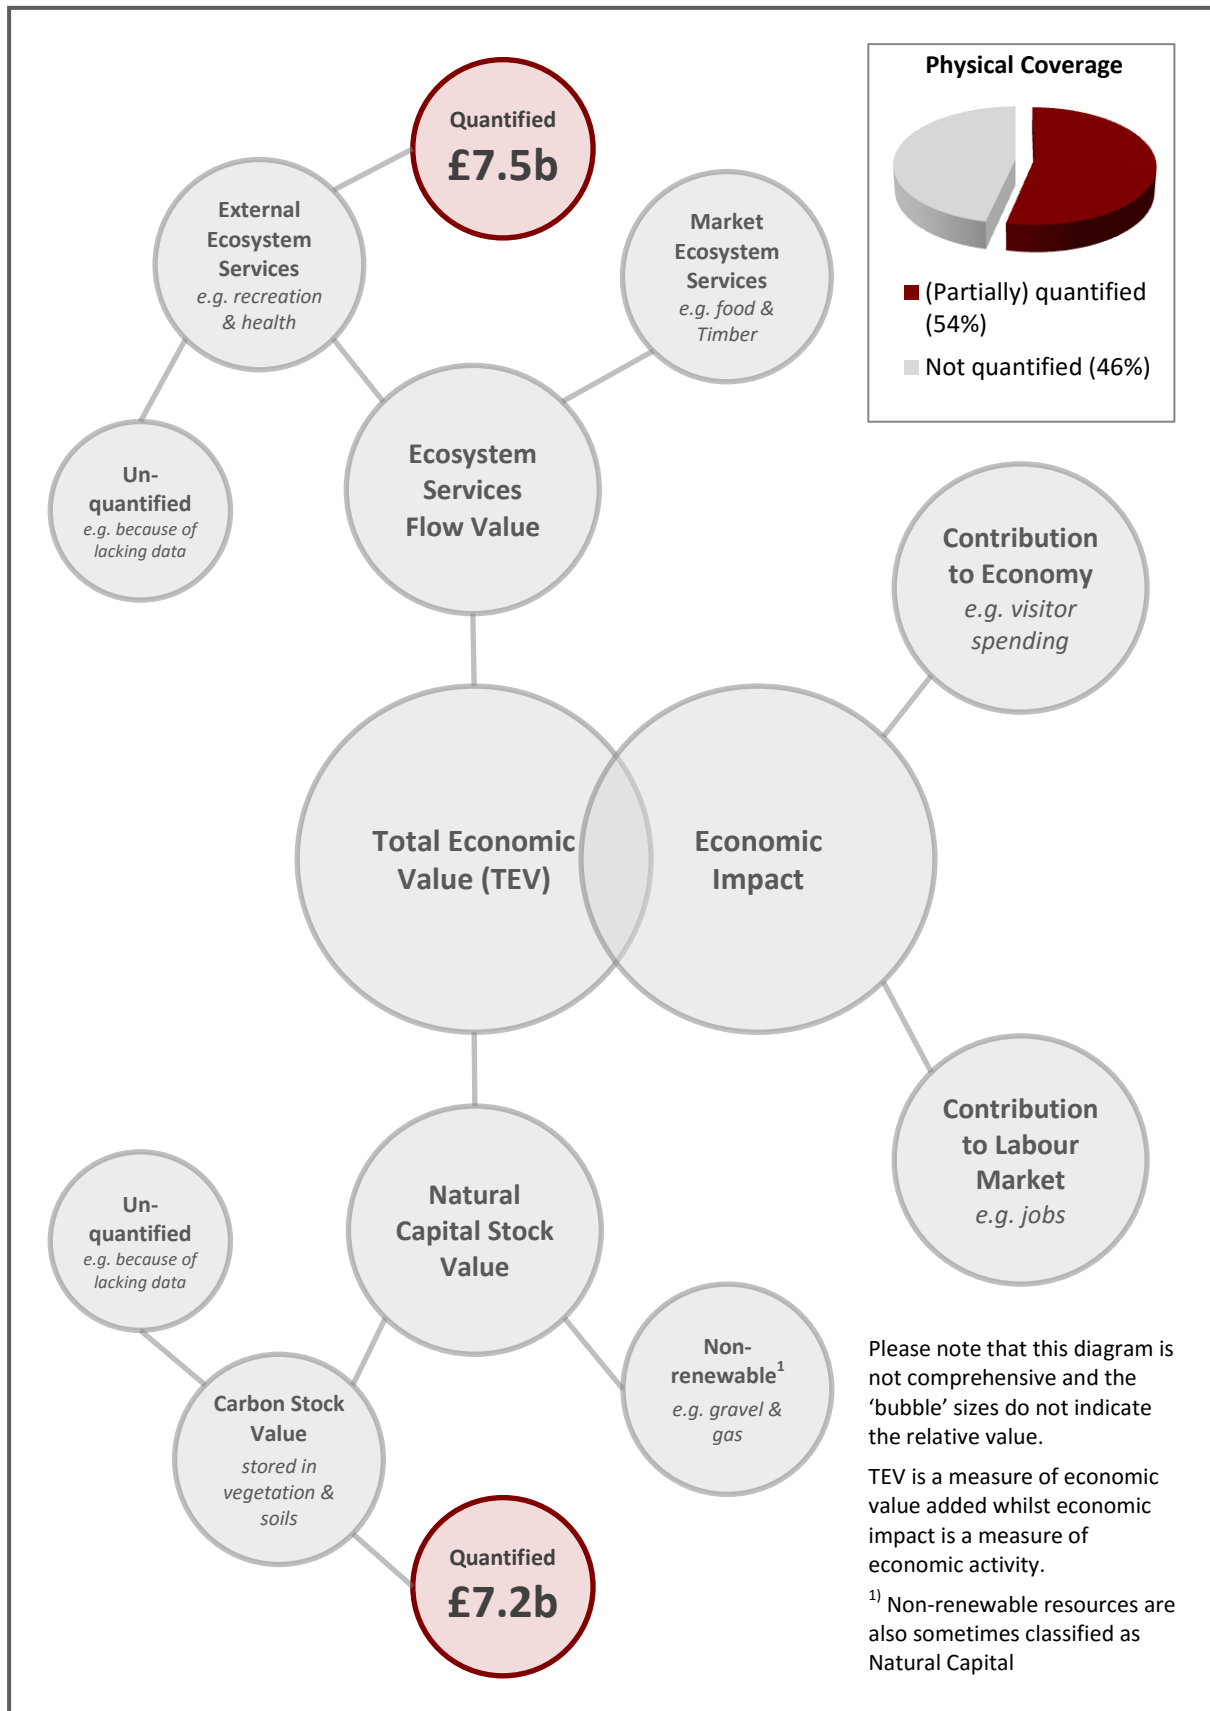 Quantified
£7.5b
External
Ecosystem
Services
e.g. recreation
& health
Market
Ecosystem
Services
e.g. food &
Timber
Physical Coverage
(Partially) quantified
(54%)
Not quantified (46%)
Un-
quantified
e.g. because of
lacking data
Ecosystem
Services
Flow Value
Contribution
to Economy
e.g. visitor
spending
Total Economic
Value (TEV)
Economic
Impact
Contribution
to Labour
Market
e.g. jobs
Un-
quantified
e.g. because of
lacking data
Natural
Capital Stock
Value
Non-
renewable1
e.g. gravel &
gas
Carbon Stock
Value
stored in
vegetation &
soils
Quantified
£7.2b
Please note that this diagram is
not comprehensive and the
‘bubble’ sizes do not indicate
the relative value.
TEV is a measure of economic
value added whilst economic
impact is a measure of
economic activity.
1) Non-renewable resources are
also sometimes classified as
Natural Capital